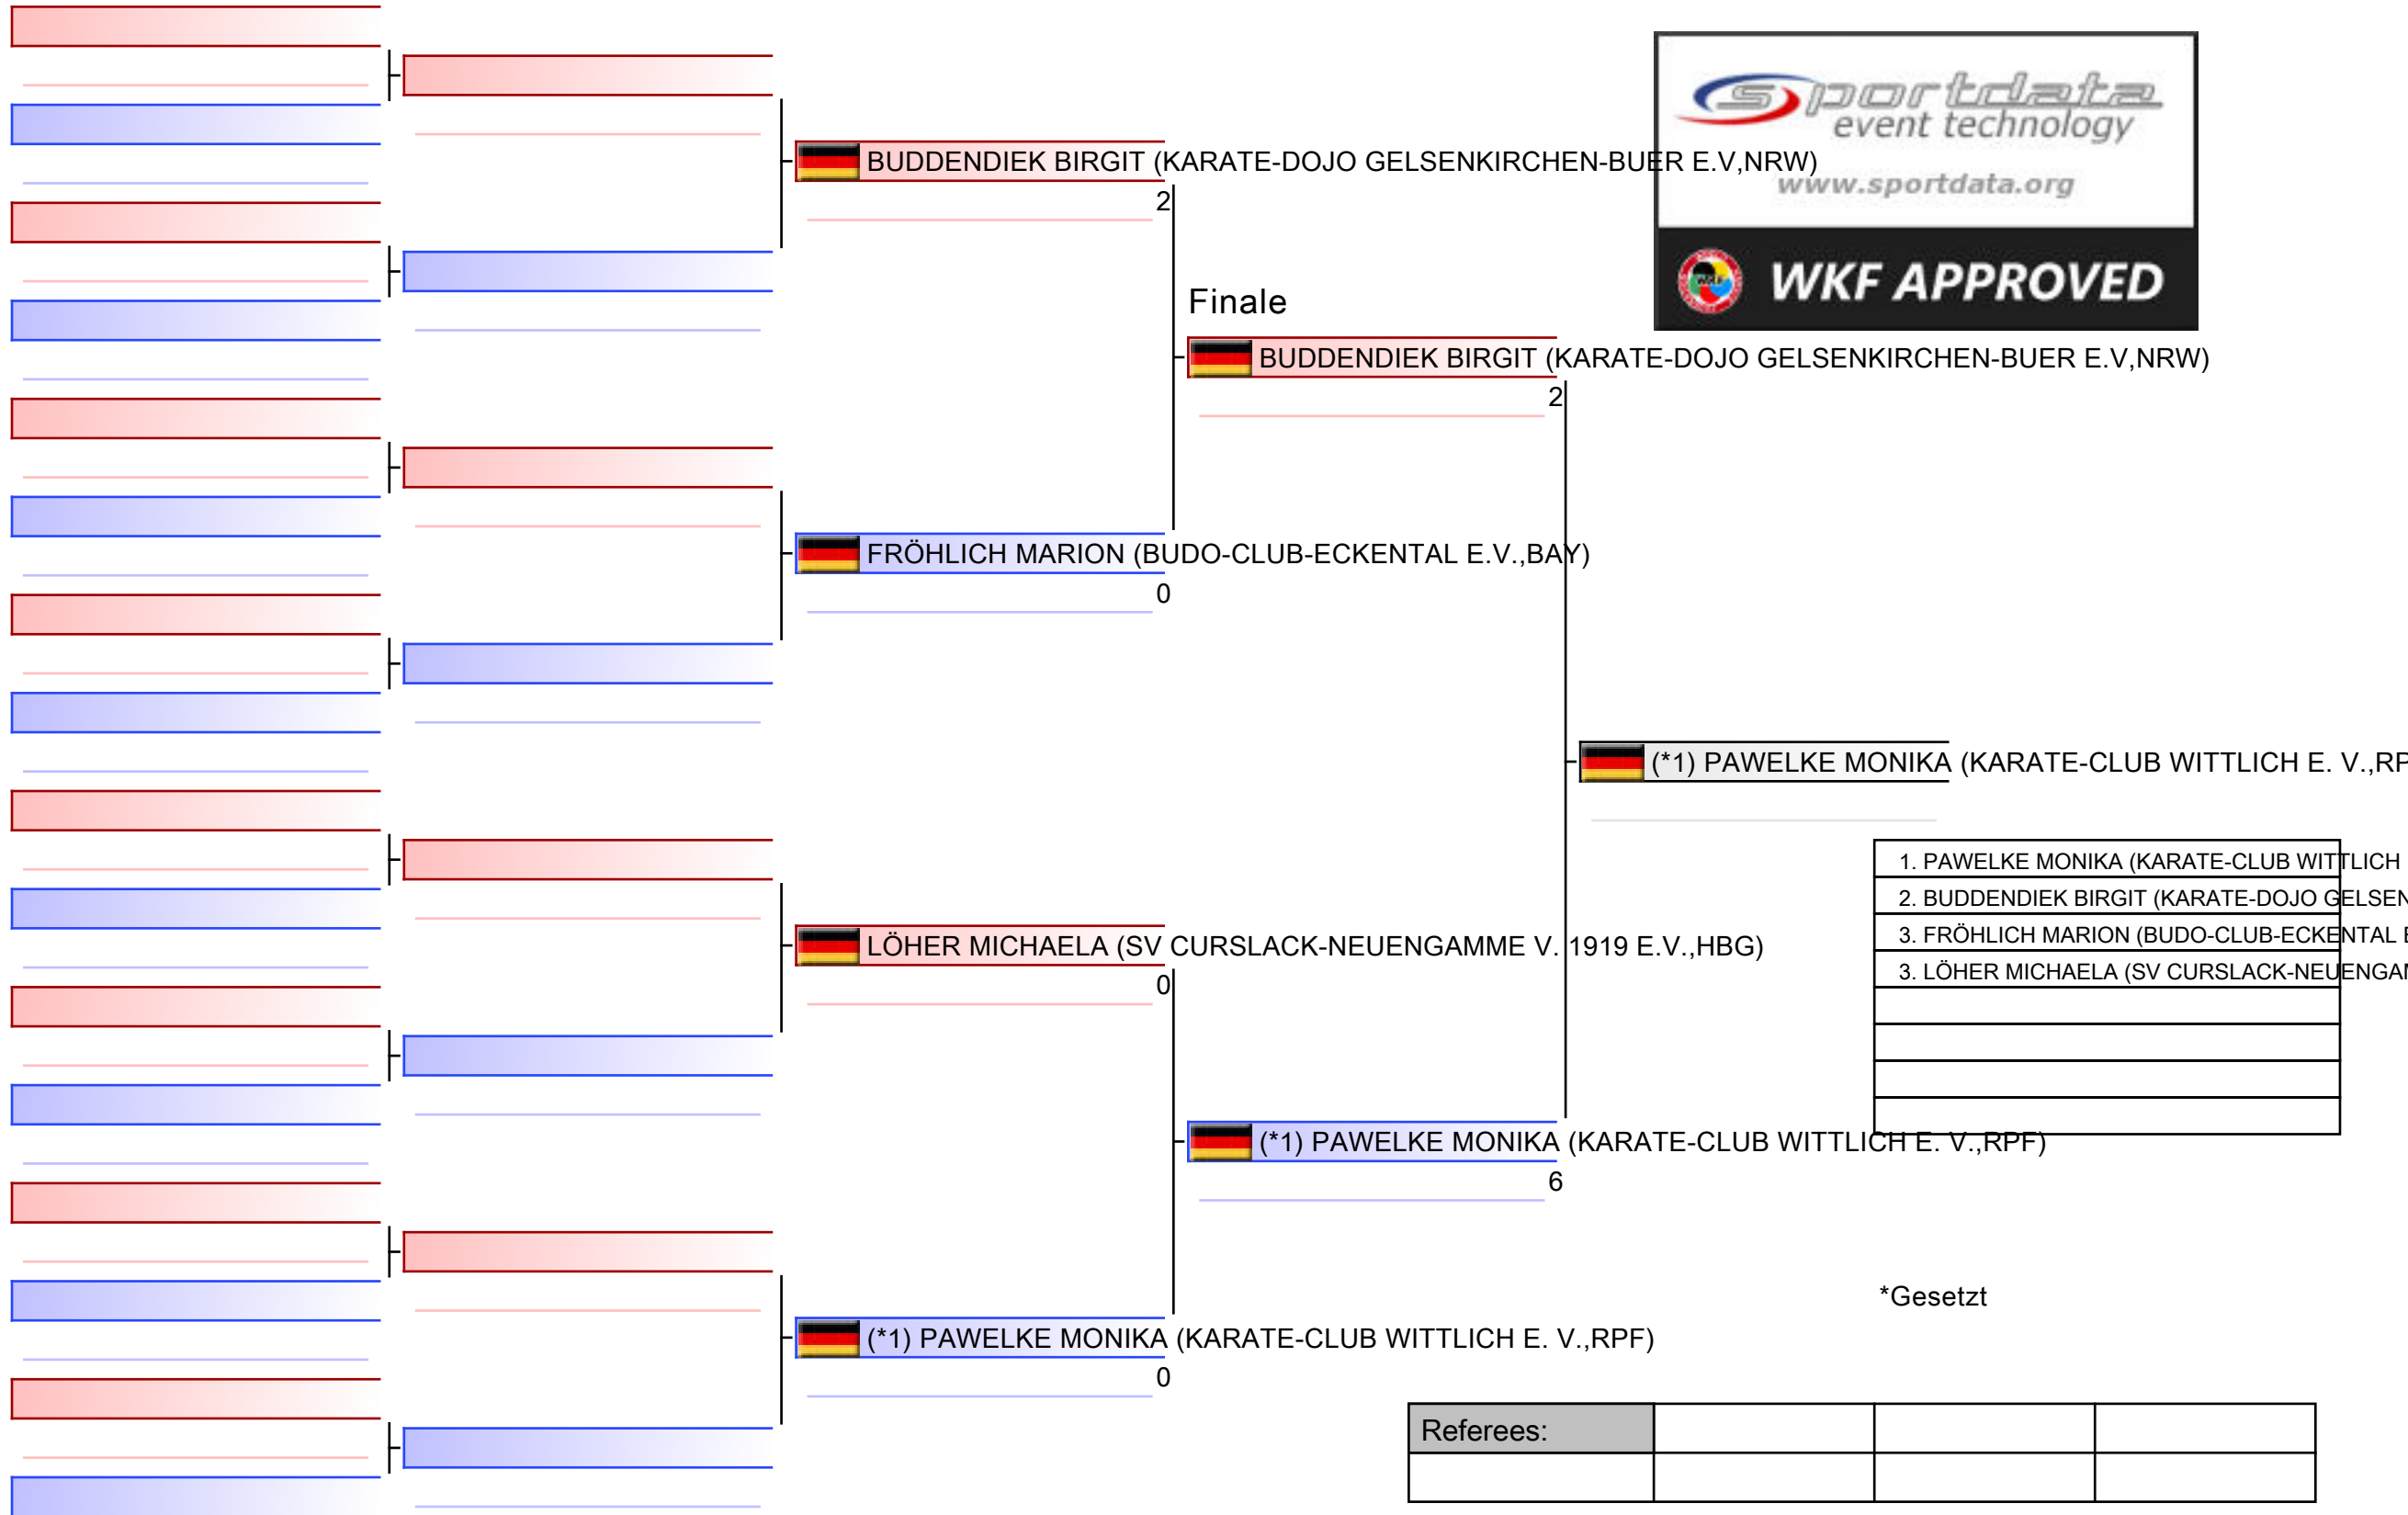 sportdata
event technology
www.sportdata.org
WKF APPROVED
BUDDENDIEK BIRGIT (KARATE-DOJO GELSENKIRCHEN-BUER E.V,NRW)
2
Finale
BUDDENDIEK BIRGIT (KARATE-DOJO GELSENKIRCHEN-BUER E.V,NRW)
2
FRÖHLICH MARION (BUDO-CLUB-ECKENTAL E.V.,BAY)
0
(*1) PAWELKE MONIKA (KARATE-CLUB WITTLICH E. V.,RP
1. PAWELKE MONIKA (KARATE-CLUB WITTLICH
2. BUDDENDIEK BIRGIT (KARATE-DOJO GELSEN
3. FRÖHLICH MARION (BUDO-CLUB-ECKENTAL E
3. LÖHER MICHAELA (SV CURSLACK-NEUENGA
LÖHER MICHAELA (SV CURSLACK-NEUENGAMME V. 1919 E.V.,HBG)
0
(*1) PAWELKE MONIKA (KARATE-CLUB WITTLICH E. V.,RPF)
6
*Gesetzt
(*1) PAWELKE MONIKA (KARATE-CLUB WITTLICH E. V.,RPF)
0
Referees: